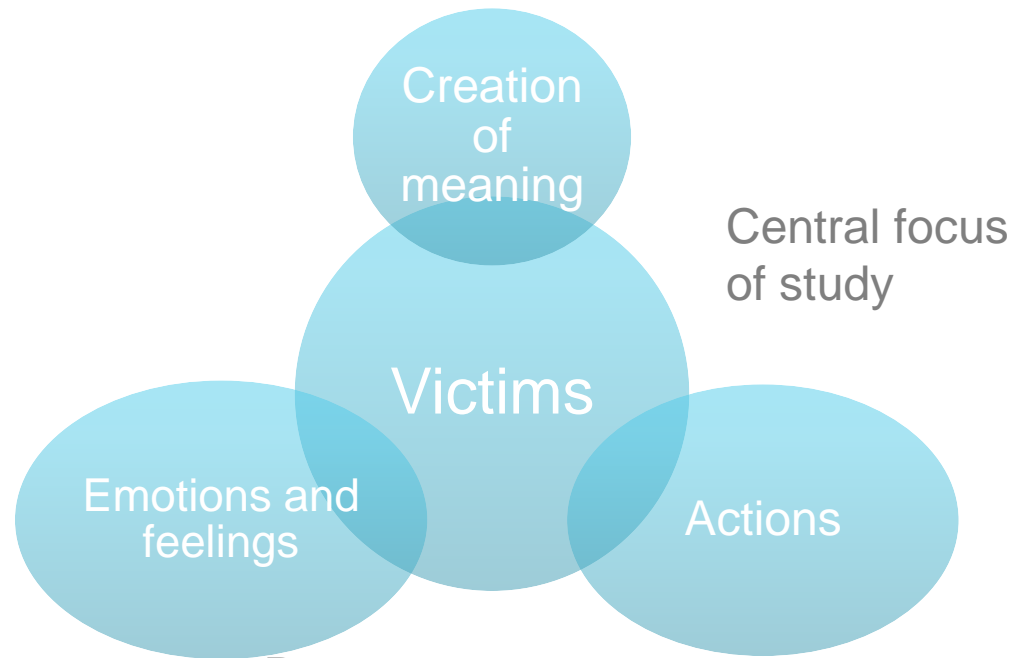 Creation
of
meaning
Central focus
of study
Victims
Emotions and
feelings
Actions